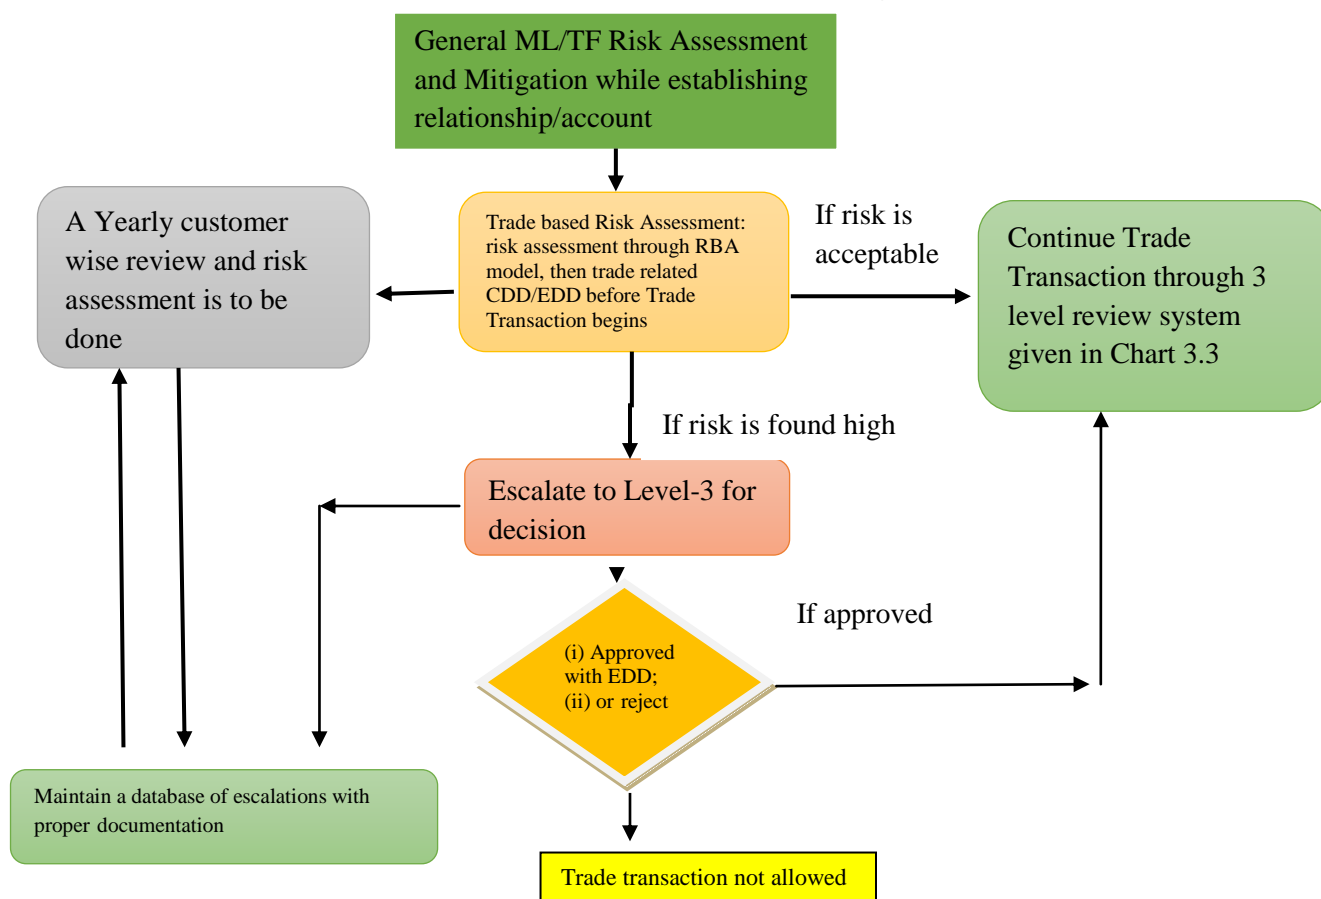 General ML/TF Risk Assessment
and Mitigation while establishing
relationship/account
A Yearly customer
wise review and risk
assessment is to be
done
Trade based Risk Assessment:
risk assessment through RBA
model, then trade related
CDD/EDD before Trade
Transaction begins
If risk is
acceptable
Continue Trade
Transaction through 3
level review system
given in Chart 3.3
If risk is found high
Escalate to Level-3 for
decision
If approved
(i) Approved
with EDD;
(ii) or reject
Maintain a database of escalations with
proper documentation
Trade transaction not allowed